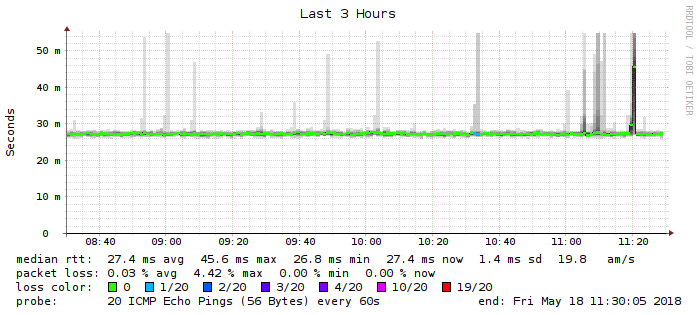 Last 3 Hours
RRDTOOL / TOBI OETIKER
Seconds
50 m
40 m
30 m
20 m
10 m
0
08:40 09:00 09:20 09:40 10:00 10:20 10:40 11:00 11:20
median rtt: 27.4 ms avg 45.6 ms max 26.8 ms min 27.4 ms now 1.4 ms sd 19.8 am/s
packet loss: 0.03 % avg 4.42 % max 0.00 % min 0.00 % now
loss color: 0 1/20 2/20 3/20 4/20 10/20 19/20
probe: 20 ICMP Echo Pings (56 Bytes) every 60s end: Fri May 18 11:30:05 2018